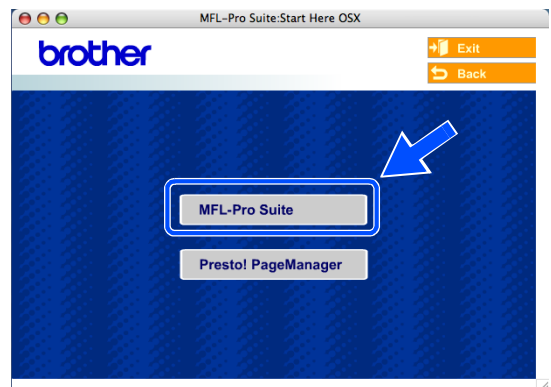 MFL-Pro Suite:Start Here OSX
brother
Exit
Back
MFL-Pro Suite
Presto! PageManager